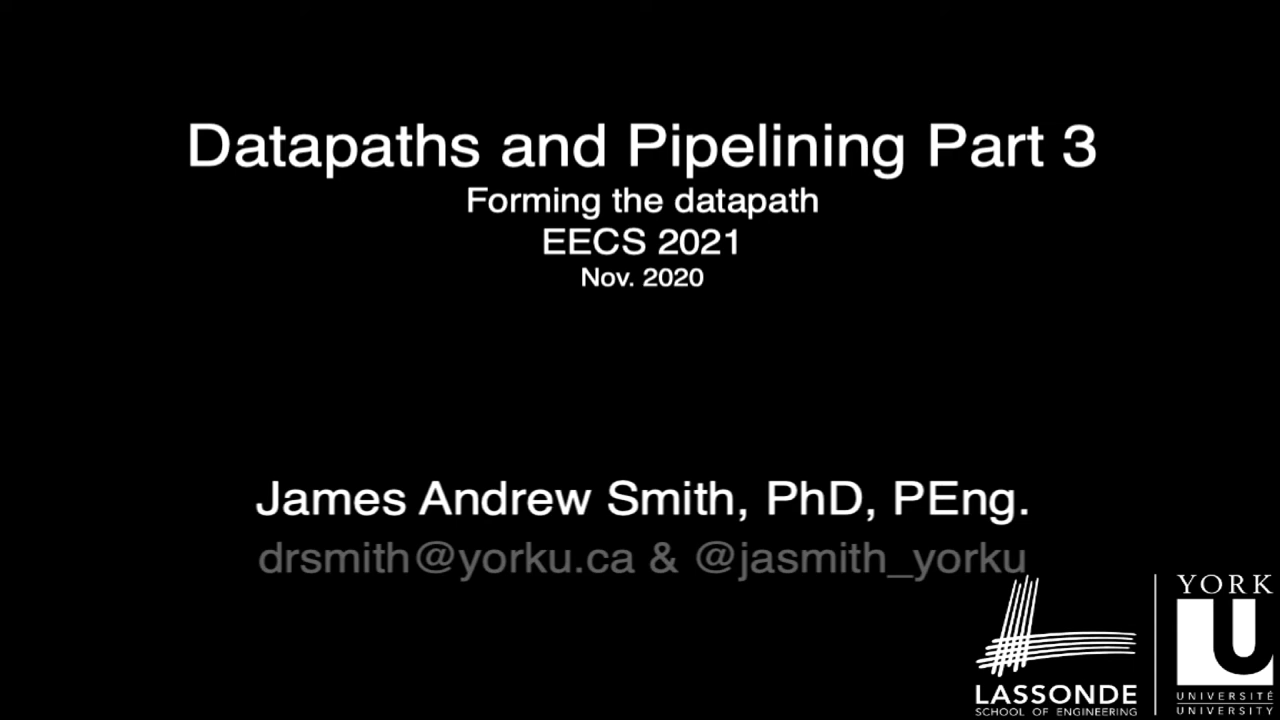 Datapaths and Pipelining Part 3
Forming the datapath
EECS 2021
Nov. 2020
James Andrew Smith, PhD, PEng.
drsmith@yorku.ca & @jasmith_yorku
LASSONDE
SCHOOL OF ENGINEERING
YORK
U
UNIVERSITÉ
UNIVERSITY